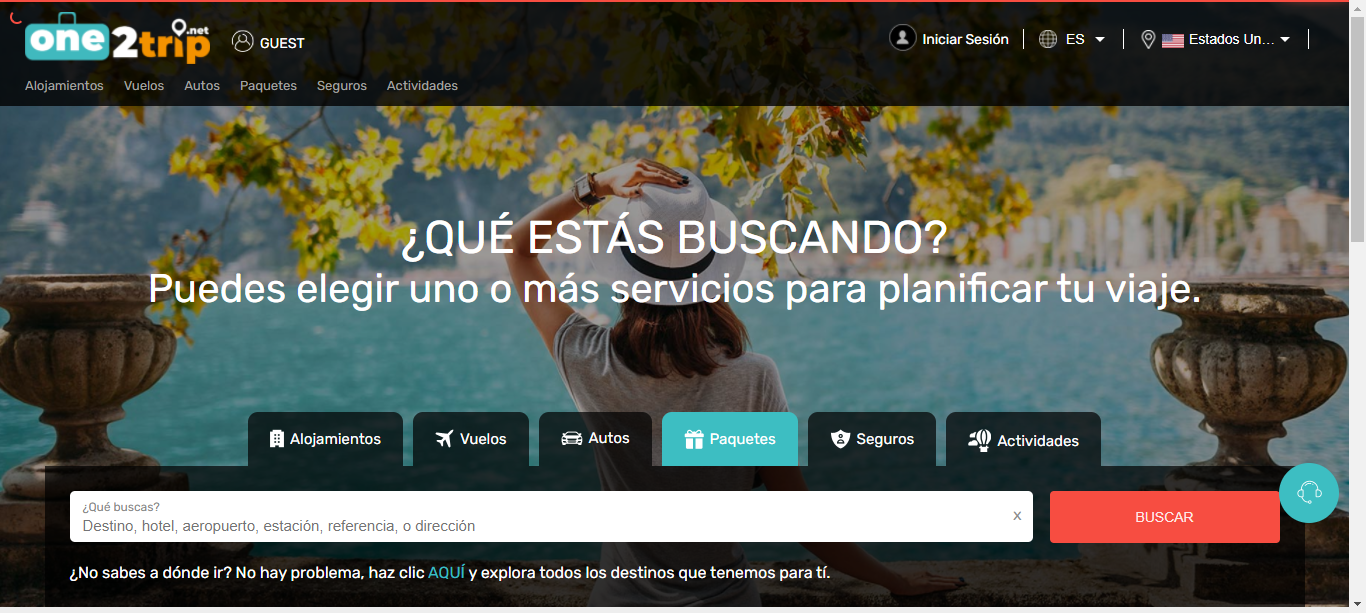 one2trip.net
GUEST
Iniciar Sesión
ES
Estados Un...
Alojamientos Vuelos Autos Paquetes Seguros Actividades
¿QUÉ ESTÁS BUSCANDO?
Puedes elegir uno o más servicios para planificar tu viaje.
Alojamientos Vuelos Autos Paquetes Seguros Actividades
¿Qué buscas?
Destino, hotel, aeropuerto, estación, referencia, o dirección
x
BUSCAR
¿No sabes a dónde ir? No hay problema, haz clic AQUÍ y explora todos los destinos que tenemos para tí.